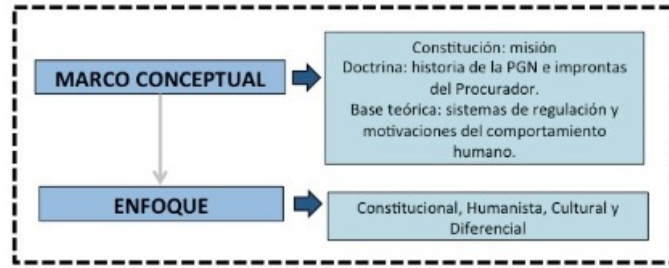 MARCO CONCEPTUAL
Constitución: misión
Doctrina: historia de la PGN e improntas
del Procurador.
Base teórica: sistemas de regulación y
motivaciones del comportamiento
humano.
ENFOQUE
Constitucional, Humanista, Cultural y
Diferencial